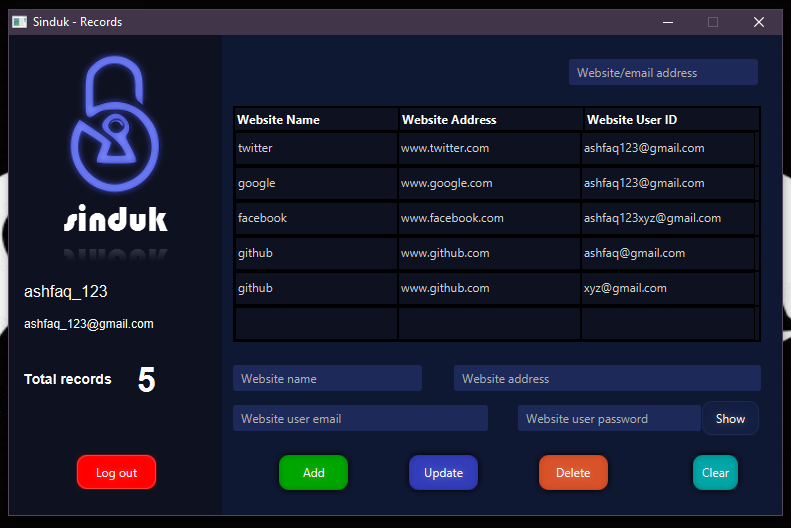 Sinduk - Records
sinduk
ashfaq_123
ashfaq_123@gmail.com
Total records 5
Log out
Website/email address
Website Name Website Address Website User ID
twitter www.twitter.com ashfaq123@gmail.com
google www.google.com ashfaq123@gmail.com
facebook www.facebook.com ashfaq123xyz@gmail.com
github www.github.com ashfaq@gmail.com
github www.github.com xyz@gmail.com
Website name Website address
Website user email Website user password Show
Add Update Delete Clear